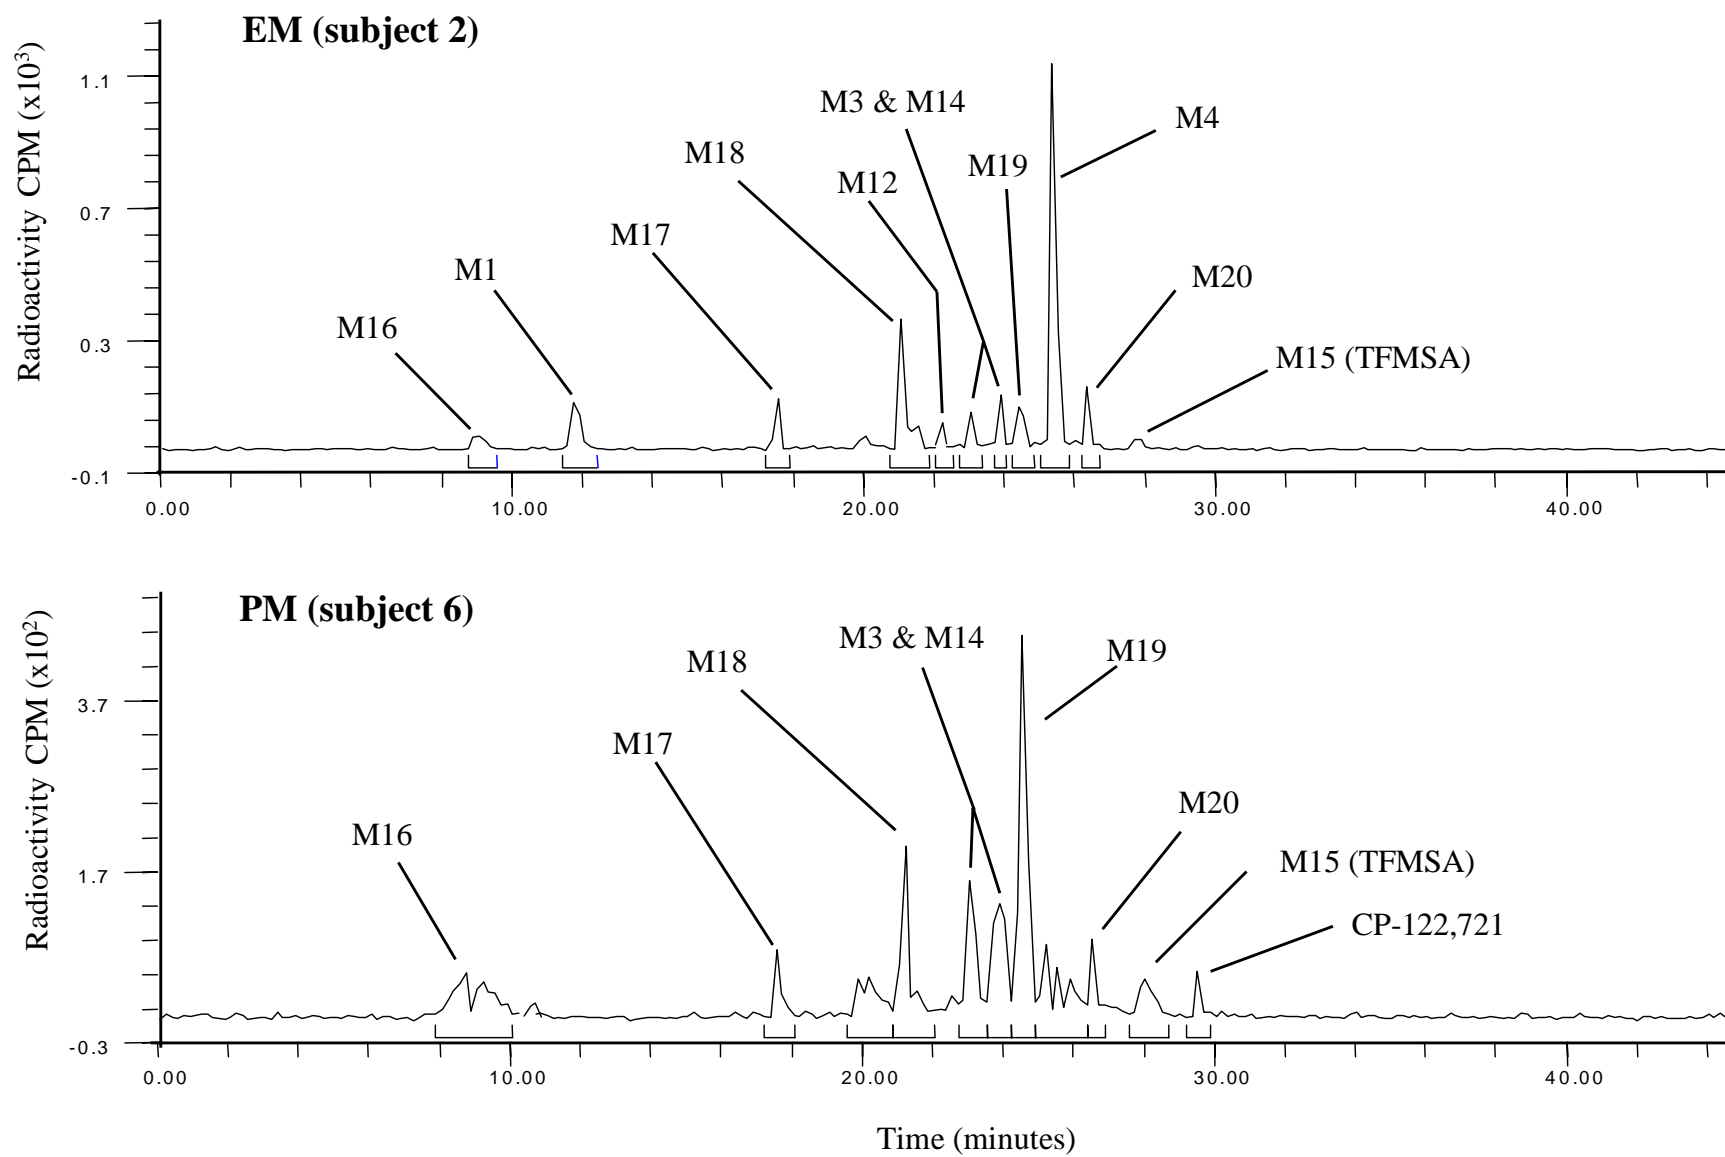 EM (subject 2)
Radioactivity CPM (x10³)
1.1
0.7
0.3
-0.1
M16
M1
M17
M18
M12
M3 & M14
M19
M4
M20
M15 (TFMSA)
0.00 10.00 20.00 30.00 40.00
PM (subject 6)
Radioactivity CPM (x10²)
3.7
1.7
-0.3
M16
M17
M18
M3 & M14
M19
M20
M15 (TFMSA)
CP-122,721
0.00 10.00 20.00 30.00 40.00
Time (minutes)